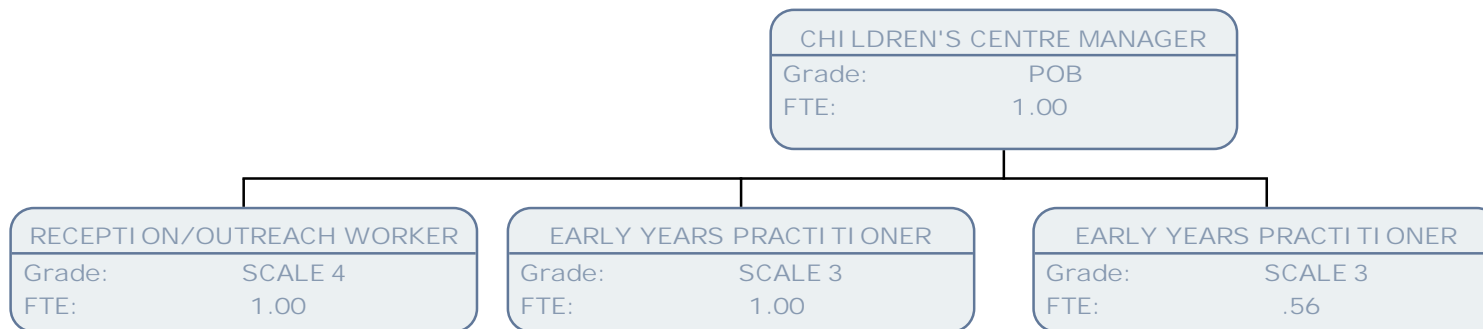 CHILDREN'S CENTRE MANAGER
Grade: POB
FTE: 1.00
RECEPTION/OUTREACH WORKER
Grade: SCALE 4
FTE: 1.00
EARLY YEARS PRACTITIONER
Grade: SCALE 3
FTE: 1.00
EARLY YEARS PRACTITIONER
Grade: SCALE 3
FTE: .56